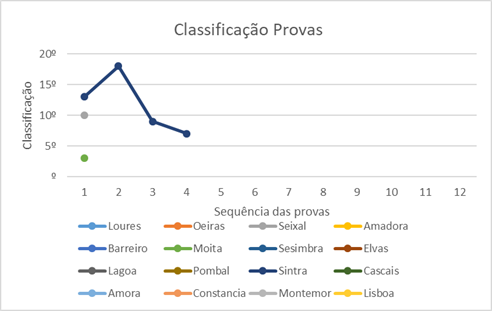 Classificação Provas
20º
15º
10º
5º
º
Classificação
1 2 3 4 5 6 7 8 9 10 11 12
Sequência das provas
Loures Oeiras Seixal Amadora
Barreiro Moita Sesimbra Elvas
Lagoa Pombal Sintra Cascais
Amora Constancia Montemor Lisboa